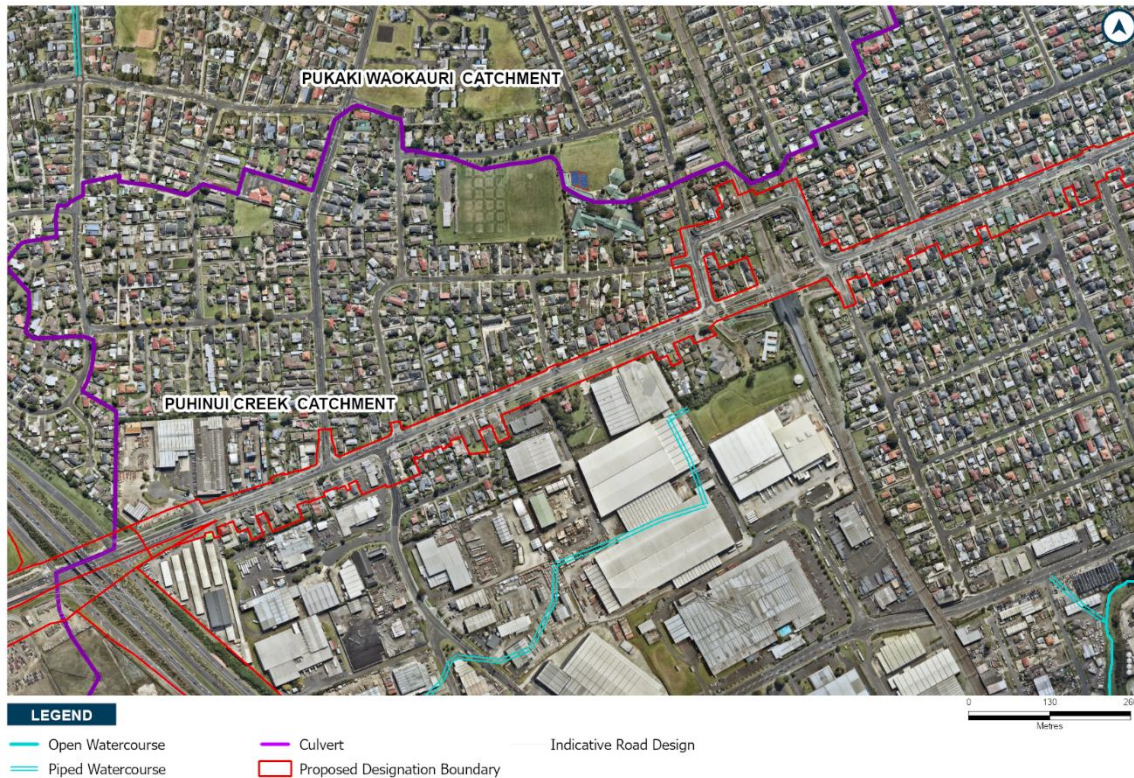 PUKAKI WAOKAURI CATCHMENT
PUHINUI CREEK CATCHMENT
LEGEND
Open Watercourse
Culvert
Indicative Road Design
Piped Watercourse
Proposed Designation Boundary
0 130 260
Metres